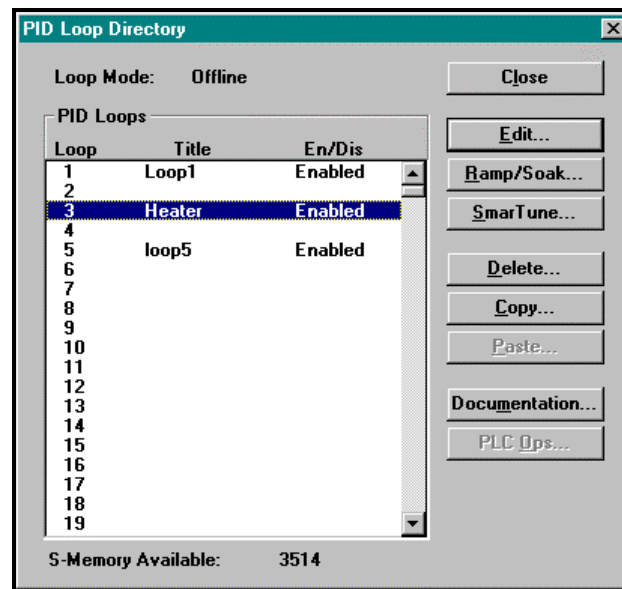 PID Loop Directory
Loop Mode: Offline
Close
PID Loops
Loop Title En/Dis
1 Loop1 Enabled
2
3 Heater Enabled
4
5 loop5 Enabled
6
7
8
9
10
11
12
13
14
15
16
17
18
19
Edit...
Ramp/Soak...
SmarTune...
Delete...
Copy...
Paste...
Documentation...
PLC Ops...
S-Memory Available: 3514